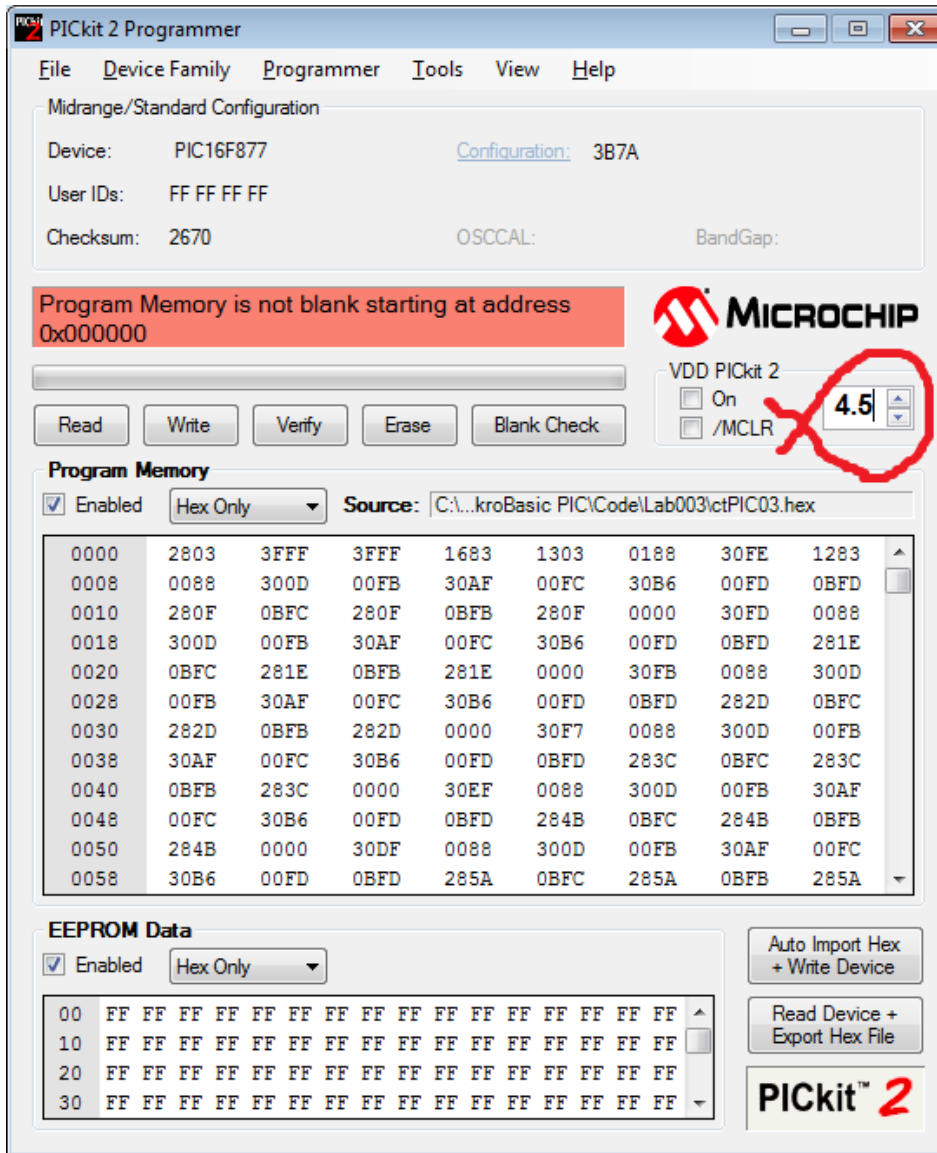 PICkit 2 Programmer
File Device Family Programmer Tools View Help
Midrange/Standard Configuration
Device: PIC16F877 Configuration: 3B7A
User IDs: FF FF FF FF
Checksum: 2670 OSCCAL: BandGap:
Program Memory is not blank starting at address
0x000000
MICROCHIP
VDD PICkit 2
On
/MCLR
4.5
Read Write Verify Erase Blank Check
Program Memory
Enabled Hex Only Source: C:\...kroBasic PIC\Code\Lab003\ctPIC03.hex
0000 2803 3FFF 3FFF 1683 1303 0188 30FE 1283
0008 0088 300D 00FB 30AF 00FC 30B6 00FD 0BFD
0010 280F 0BFC 280F 0BFB 280F 0000 30FD 0088
0018 300D 00FB 30AF 00FC 30B6 00FD 0BFD 281E
0020 0BFC 281E 0BFB 281E 0000 30FB 0088 300D
0028 00FB 30AF 00FC 30B6 00FD 0BFD 282D 0BFC
0030 282D 0BFB 282D 0000 30F7 0088 300D 00FB
0038 30AF 00FC 30B6 00FD 0BFD 283C 0BFC 283C
0040 0BFB 283C 0000 30EF 0088 300D 00FB 30AF
0048 00FC 30B6 00FD 0BFD 284B 0BFC 284B 0BFB
0050 284B 0000 30DF 0088 300D 00FB 30AF 00FC
0058 30B6 00FD 0BFD 285A 0BFC 285A 0BFB 285A
EEPROM Data
Enabled Hex Only
00 FF FF FF FF FF FF FF FF FF FF FF FF FF FF FF FF
10 FF FF FF FF FF FF FF FF FF FF FF FF FF FF FF FF
20 FF FF FF FF FF FF FF FF FF FF FF FF FF FF FF FF
30 FF FF FF FF FF FF FF FF FF FF FF FF FF FF FF FF
Auto Import Hex
+ Write Device
Read Device +
Export Hex File
PICkit™ 2